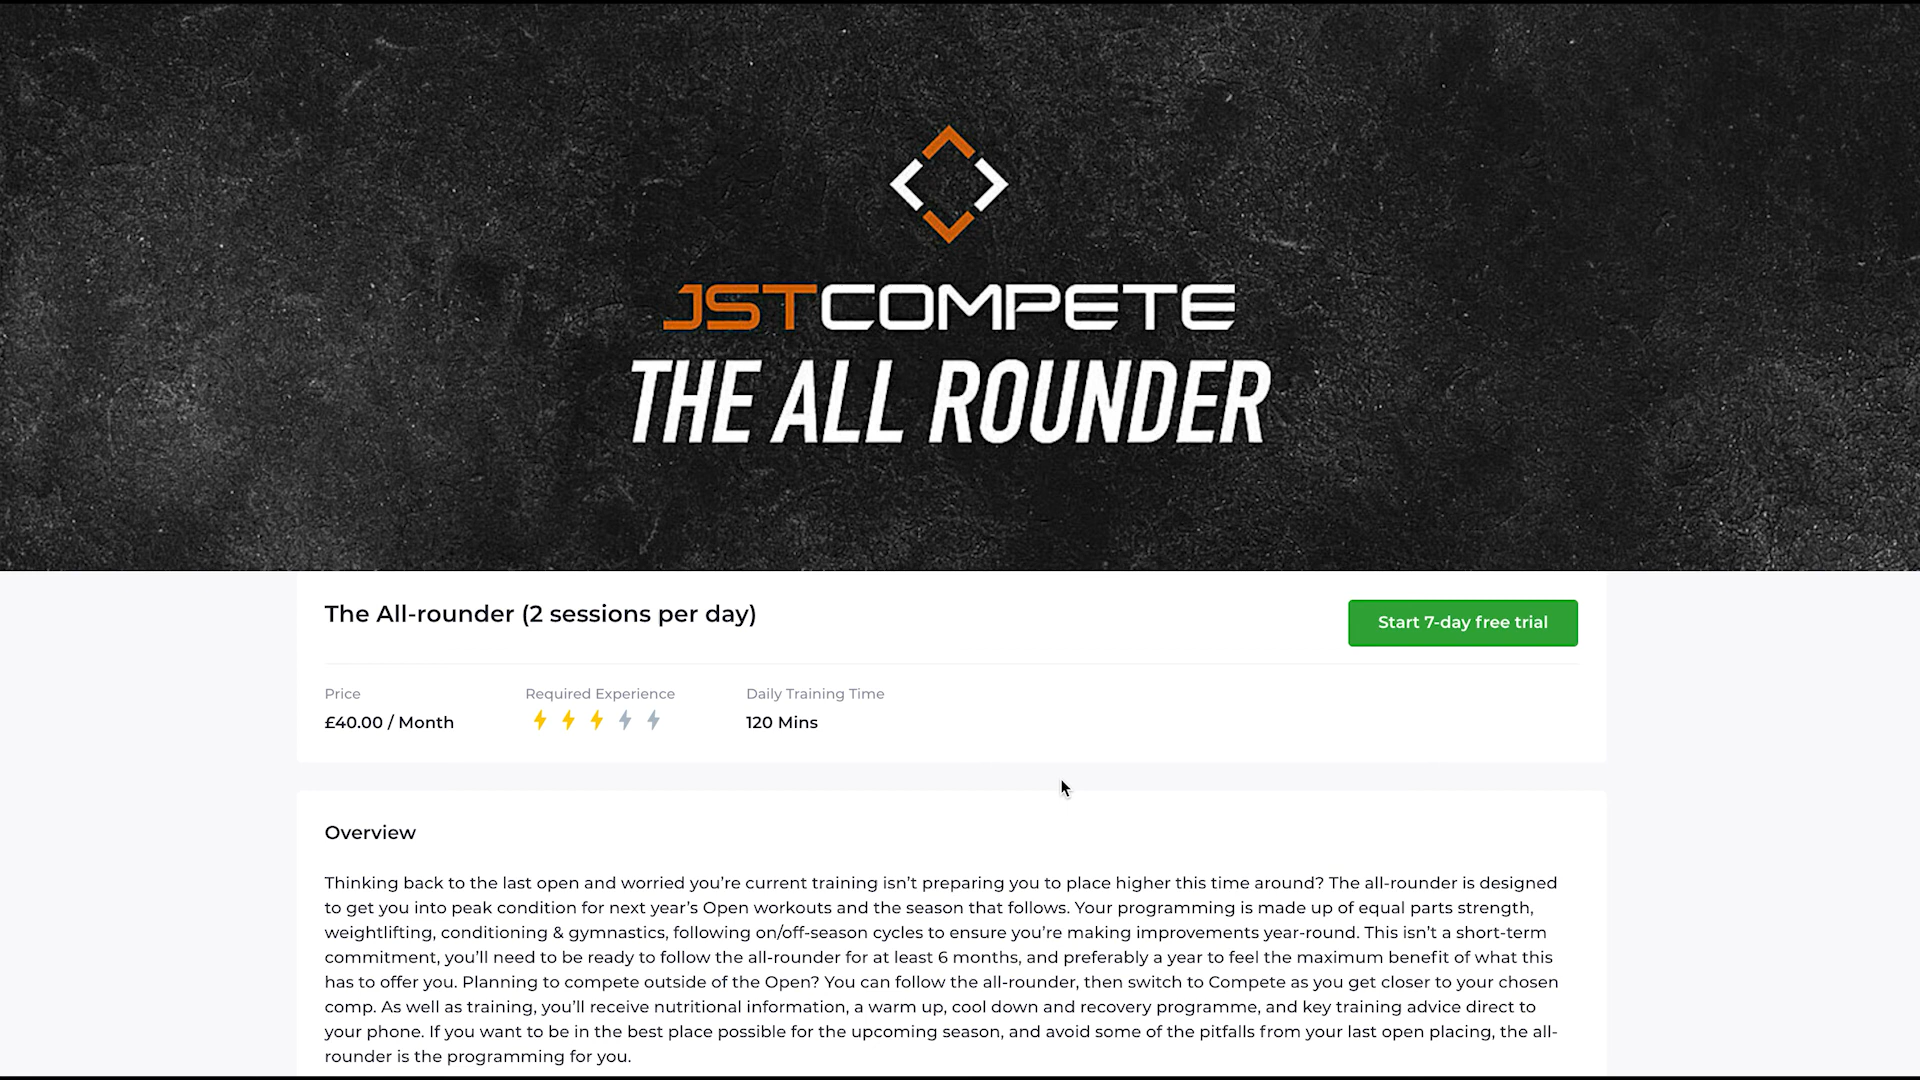 JSTCOMPETE
THE ALL ROUNDER
The All-rounder (2 sessions per day)
Start 7-day free trial
Price
Required Experience
Daily Training Time
£40.00 / Month
120 Mins
Overview
Thinking back to the last open and worried you’re current training isn’t preparing you to place higher this time around? The all-rounder is designed
to get you into peak condition for next year’s Open workouts and the season that follows. Your programming is made up of equal parts strength,
weightlifting, conditioning & gymnastics, following on/off-season cycles to ensure you’re making improvements year-round. This isn’t a short-term
commitment, you’ll need to be ready to follow the all-rounder for at least 6 months, and preferably a year to feel the maximum benefit of what this
has to offer you. Planning to compete outside of the Open? You can follow the all-rounder, then switch to Compete as you get closer to your chosen
comp. As well as training, you’ll receive nutritional information, a warm up, cool down and recovery programme, and key training advice direct to
your phone. If you want to be in the best place possible for the upcoming season, and avoid some of the pitfalls from your last open placing, the all-
rounder is the programming for you.